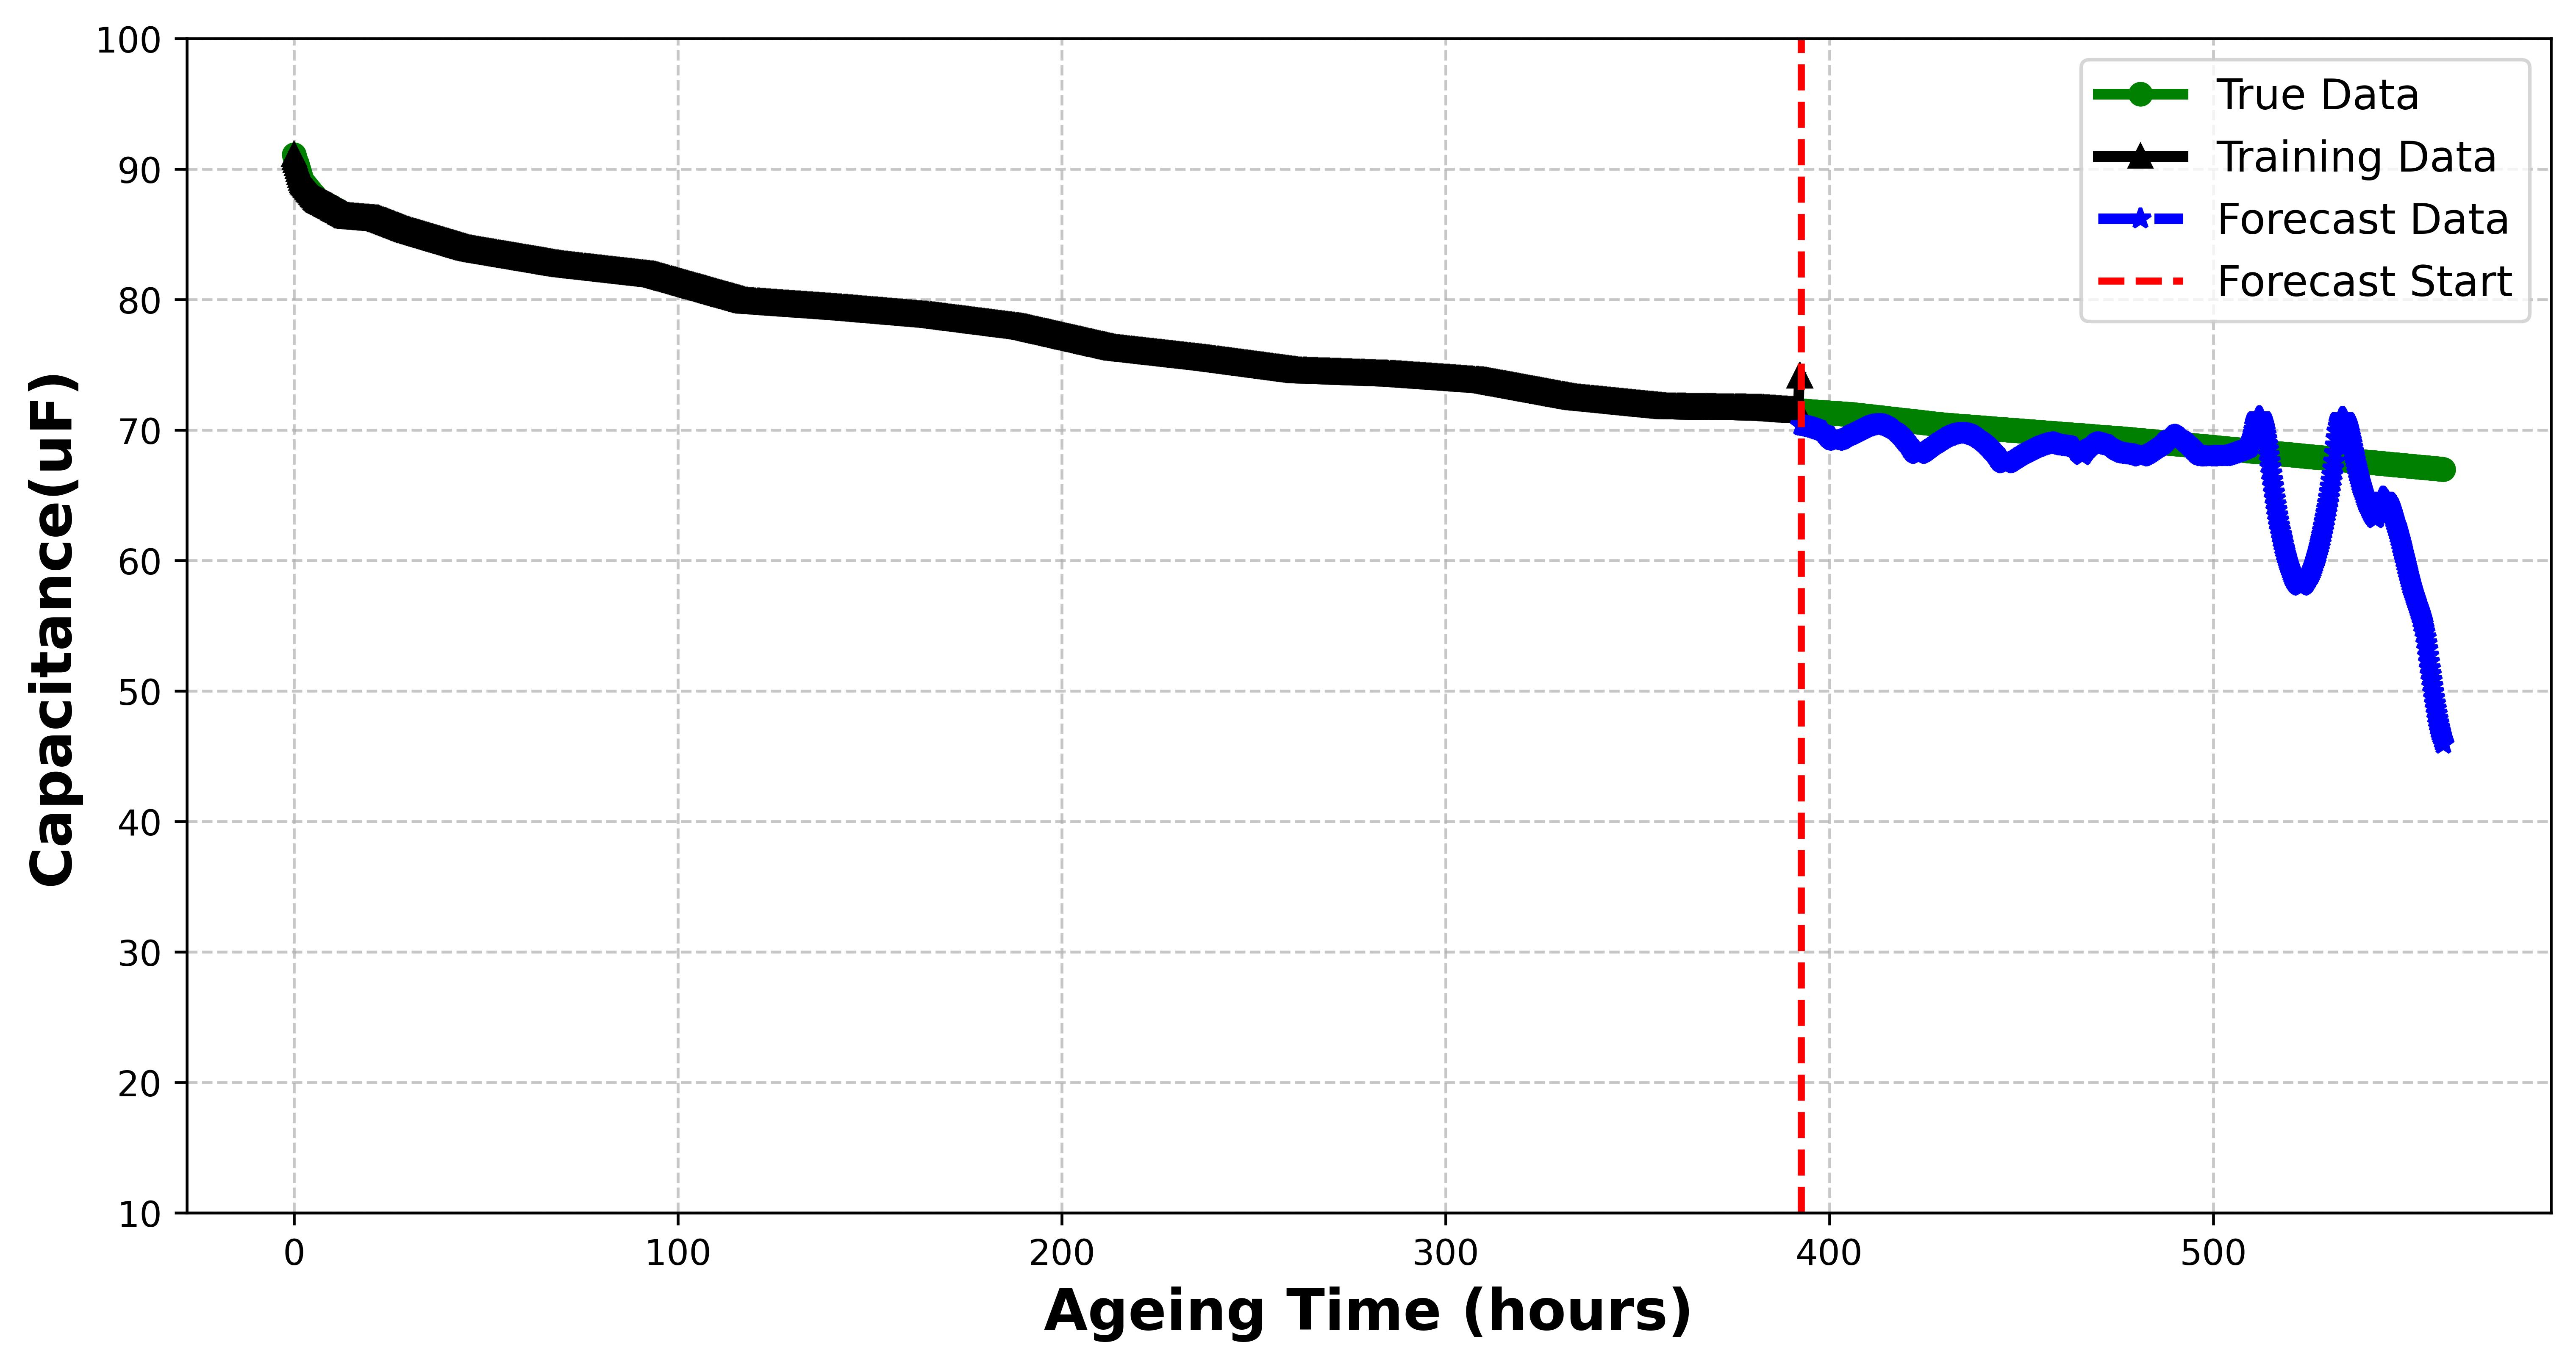 100
90
80
70
60
50
40
30
20
10
Capacitance(uF)
True Data
Training Data
Forecast Data
Forecast Start
0 100 200 300 400 500
Ageing Time (hours)